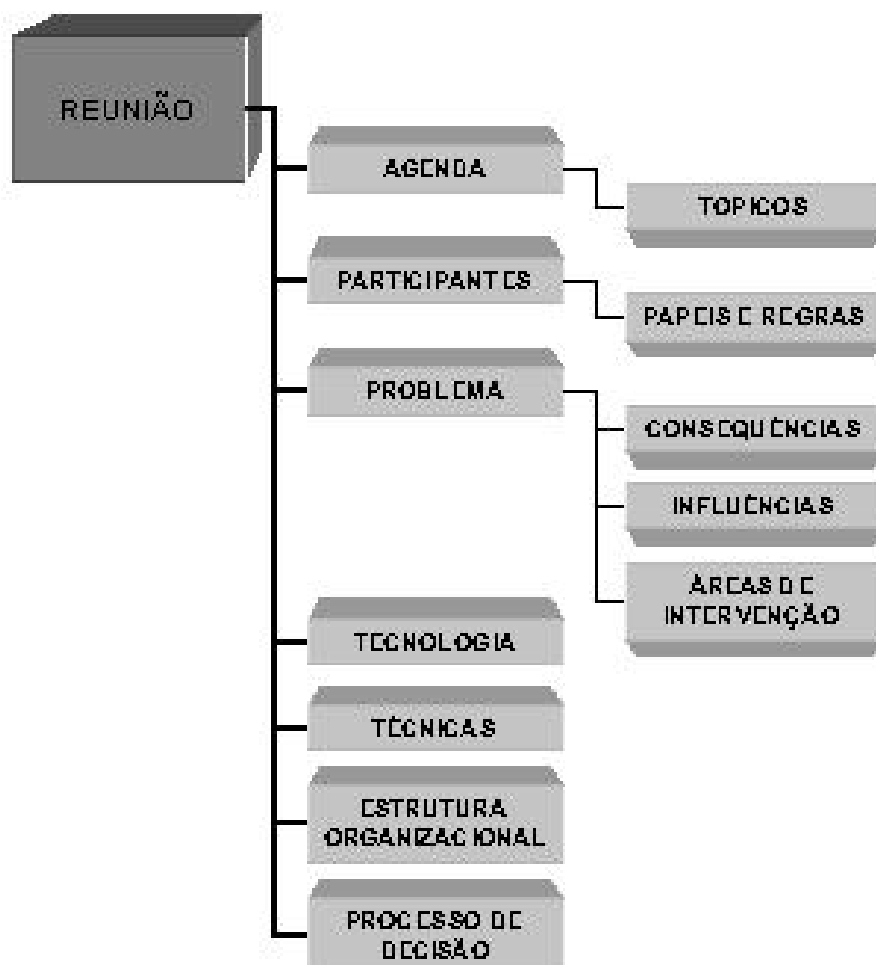 REUNIÃO
AGENDA
TOPICOS
PARTICIPANTES
PAPEIS E REGRAS
PROBLEMA
CONSEQUÊNCIAS
INFLUÊNCIAS
ÁREAS DE
INTERVENÇÃO
TECNOLOGIA
TÉCNICAS
ESTRUTURA
ORGANIZACIONAL
PROCESSO DE
DECISÃO